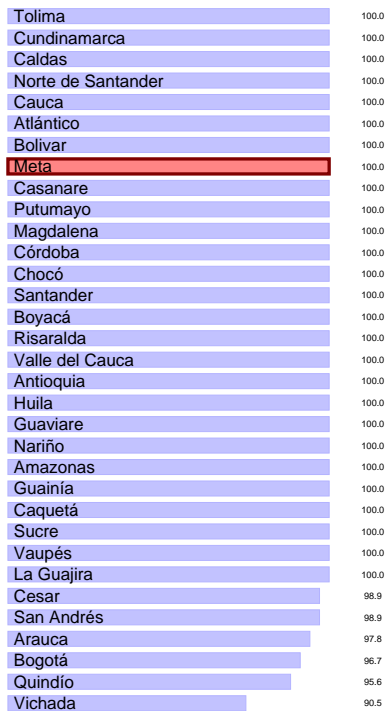 Tolima 100.0
Cundinamarca 100.0
Caldas 100.0
Norte de Santander 100.0
Cauca 100.0
Atlántico 100.0
Bolivar 100.0
Meta 100.0
Casanare 100.0
Putumayo 100.0
Magdalena 100.0
Córdoba 100.0
Chocó 100.0
Santander 100.0
Boyacá 100.0
Risaralda 100.0
Valle del Cauca 100.0
Antioquia 100.0
Huila 100.0
Guaviare 100.0
Nariño 100.0
Amazonas 100.0
Guainía 100.0
Caquetá 100.0
Sucre 100.0
Vaupés 100.0
La Guajira 100.0
Cesar 98.9
San Andrés 98.9
Arauca 97.8
Bogotá 96.7
Quindío 95.6
Vichada 90.5